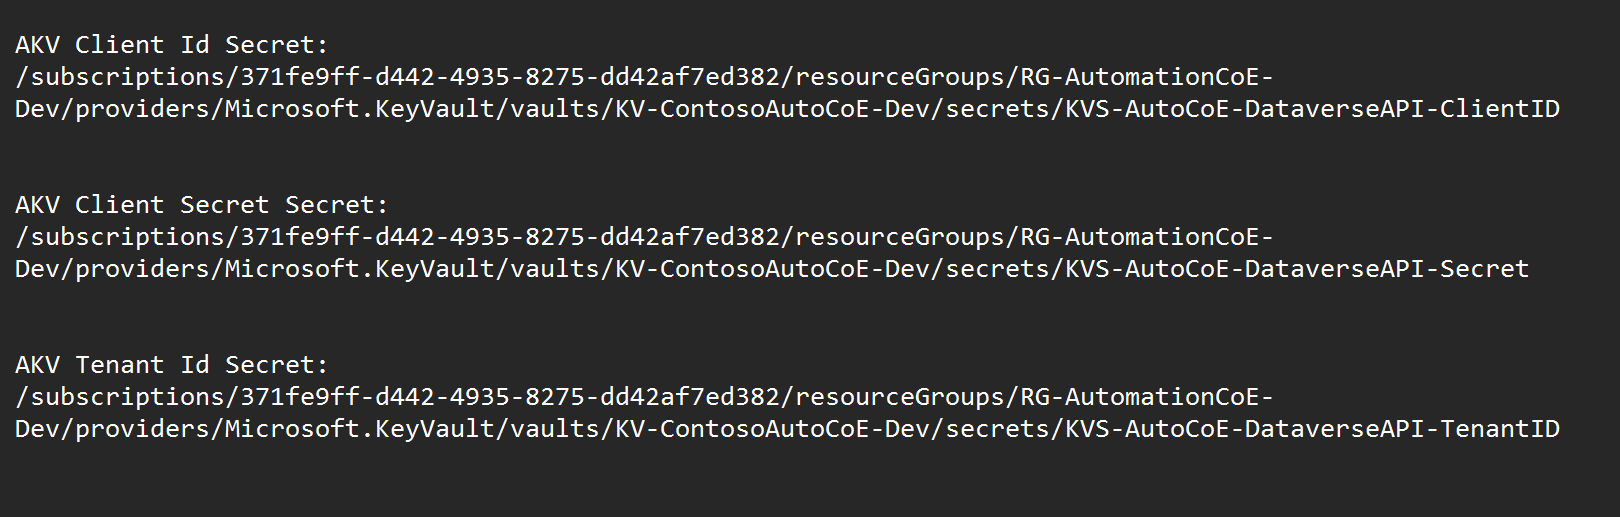 AKV Client Id Secret:
/subscriptions/371fe9ff-d442-4935-8275-dd42af7ed382/resourceGroups/RG-AutomationCoE-
Dev/providers/Microsoft.KeyVault/vaults/KV-ContosoAutoCoE-Dev/secrets/KVS-AutoCoE-DataverseAPI-ClientID
AKV Client Secret Secret:
/subscriptions/371fe9ff-d442-4935-8275-dd42af7ed382/resourceGroups/RG-AutomationCoE-
Dev/providers/Microsoft.KeyVault/vaults/KV-ContosoAutoCoE-Dev/secrets/KVS-AutoCoE-DataverseAPI-Secret
AKV Tenant Id Secret:
/subscriptions/371fe9ff-d442-4935-8275-dd42af7ed382/resourceGroups/RG-AutomationCoE-
Dev/providers/Microsoft.KeyVault/vaults/KV-ContosoAutoCoE-Dev/secrets/KVS-AutoCoE-DataverseAPI-TenantID